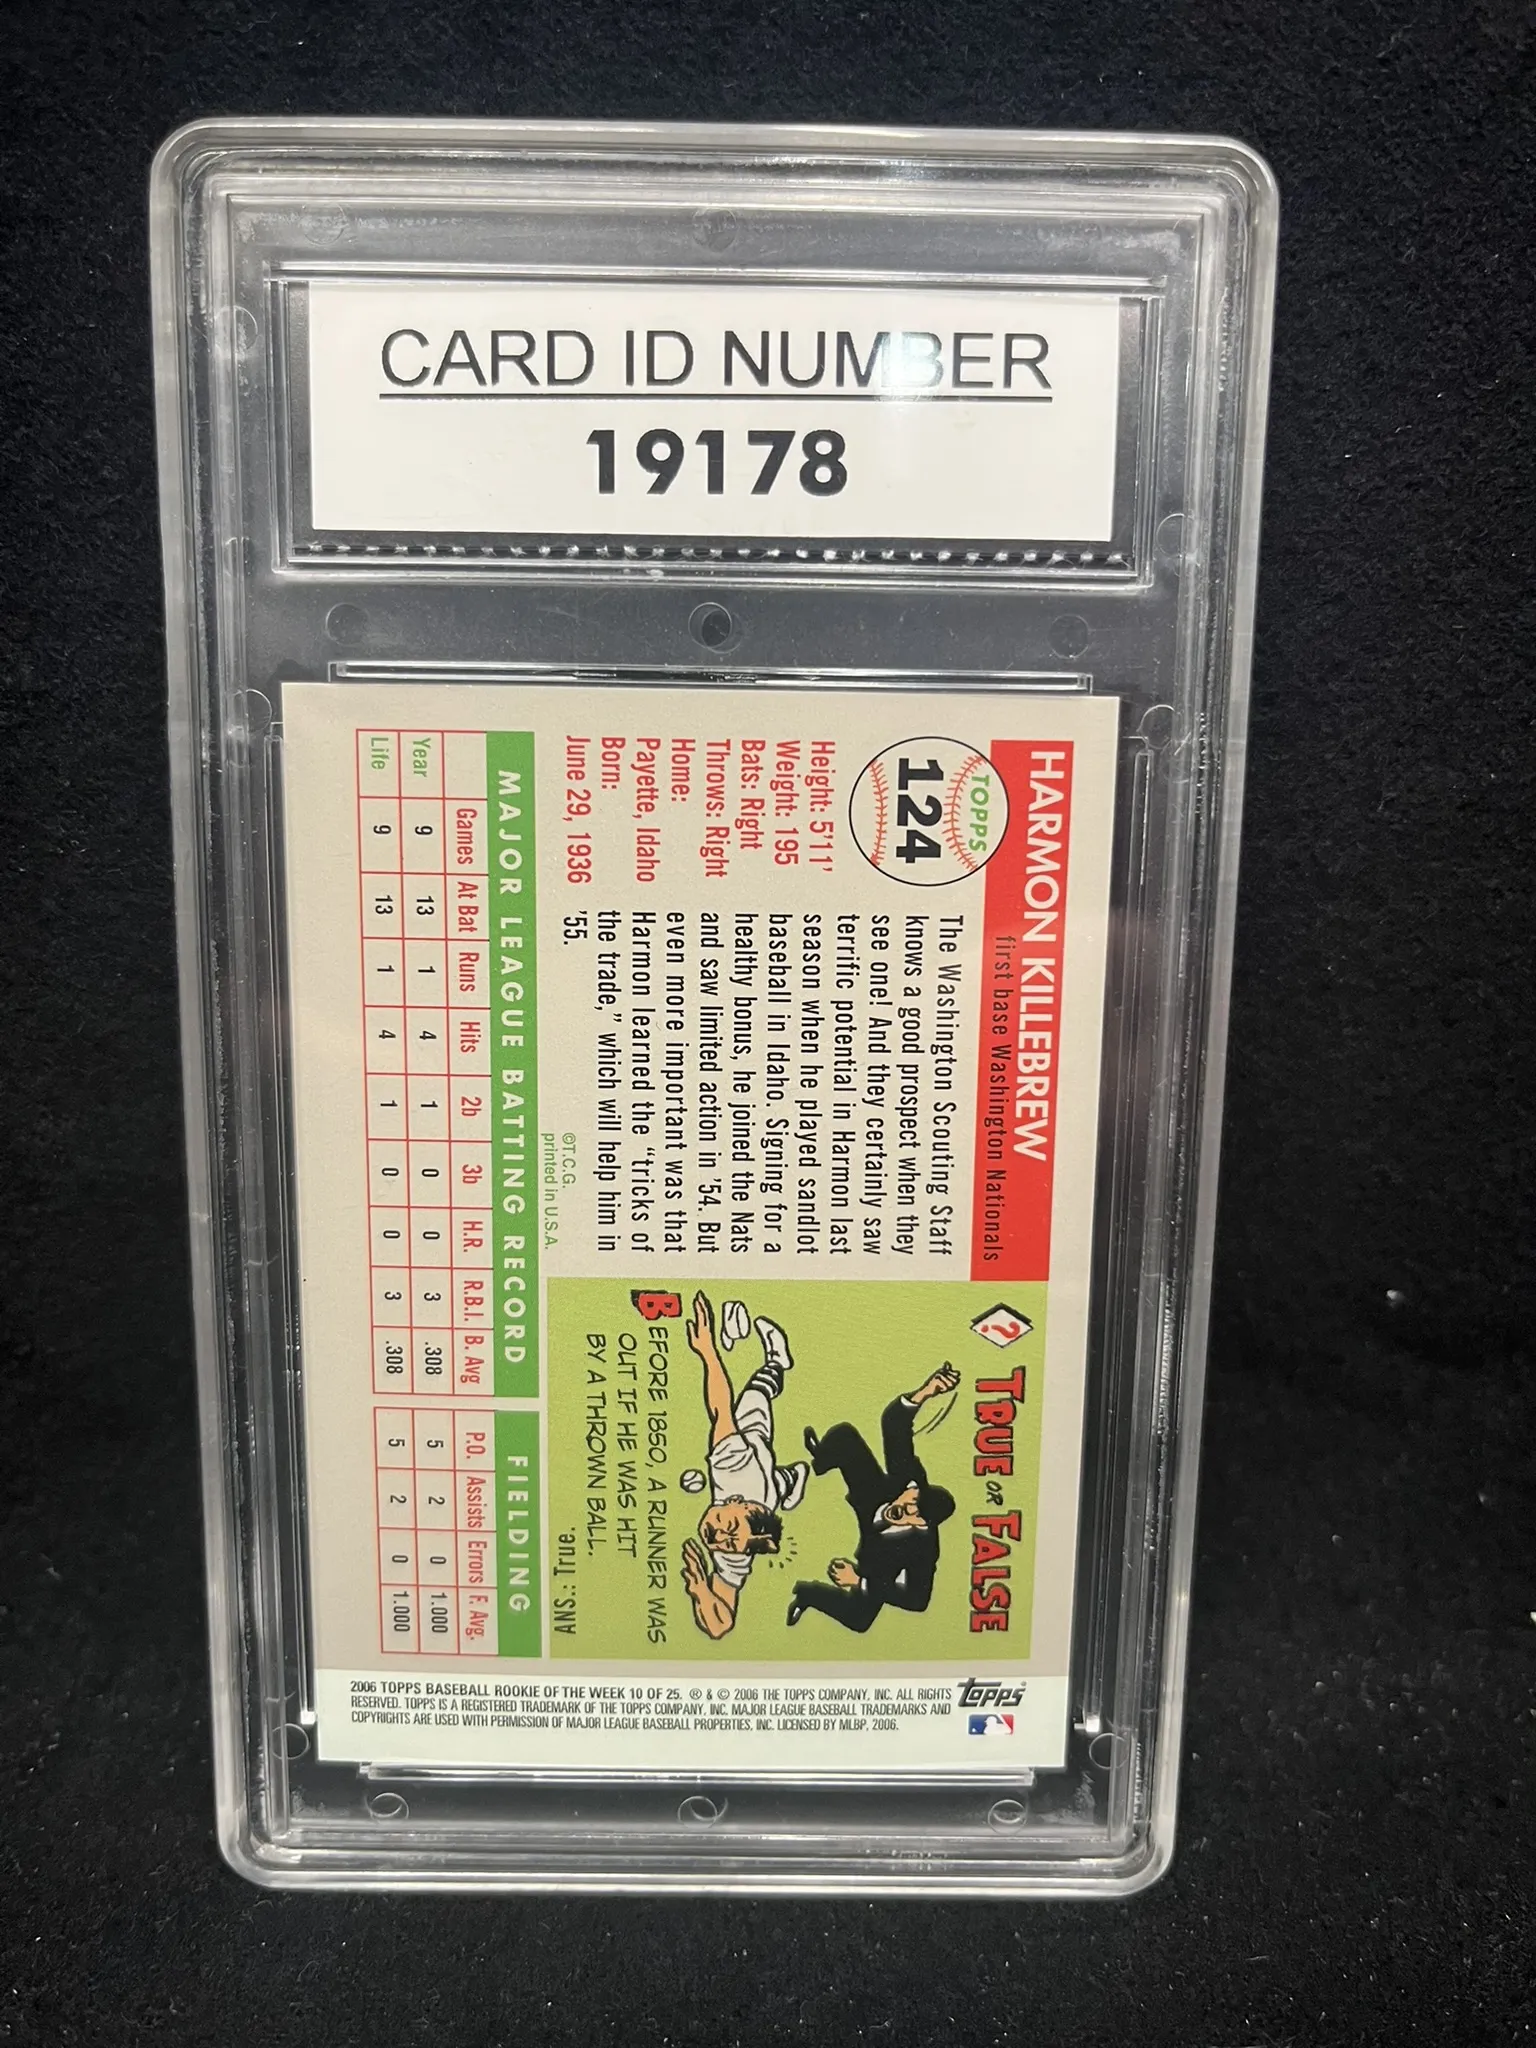 CARD ID NUMBER
19178
HARMON KILLEBREW
first base Washington Nationals
TOPPS
124
Height: 5'11'
Weight: 195
Bats: Right
Throws: Right
Home:
Payette, Idaho
Born:
June 29, 1936
The Washington Scouting Staff
knows a good prospect when they
see one! And they certainly saw
terrific potential in Harmon last
season when he played sandlot
baseball in Idaho. Signing for a
healthy bonus, he joined the Nats
and saw limited action in '54. But
even more important was that
Harmon learned the "tricks of
the trade," which will help him in
'55.
©T.C.G.
printed in U.S.A.
?
TRUE OR FALSE
BEFORE 1850, A RUNNER WAS
OUT IF HE WAS HIT
BY A THROWN BALL.
ANS.: True.
MAJOR LEAGUE BATTING RECORD
FIELDING
Games At Bat Runs Hits 2b 3b H.R. R.B.I. B. Avg P.O. Assists Errors F. Avg.
Year 9 13 1 4 1 0 0 3 .308 5 2 0 1.000
Life 9 13 1 4 1 0 0 3 .308 5 2 0 1.000
Topps
2006 TOPPS BASEBALL ROOKIE OF THE WEEK 10 OF 25. ® & © 2006 THE TOPPS COMPANY, INC. ALL RIGHTS
RESERVED. TOPPS IS A REGISTERED TRADEMARK OF THE TOPPS COMPANY, INC. MAJOR LEAGUE BASEBALL TRADEMARKS AND
COPYRIGHTS ARE USED WITH PERMISSION OF MAJOR LEAGUE BASEBALL PROPERTIES, INC. LICENSED BY MLBP, 2006.